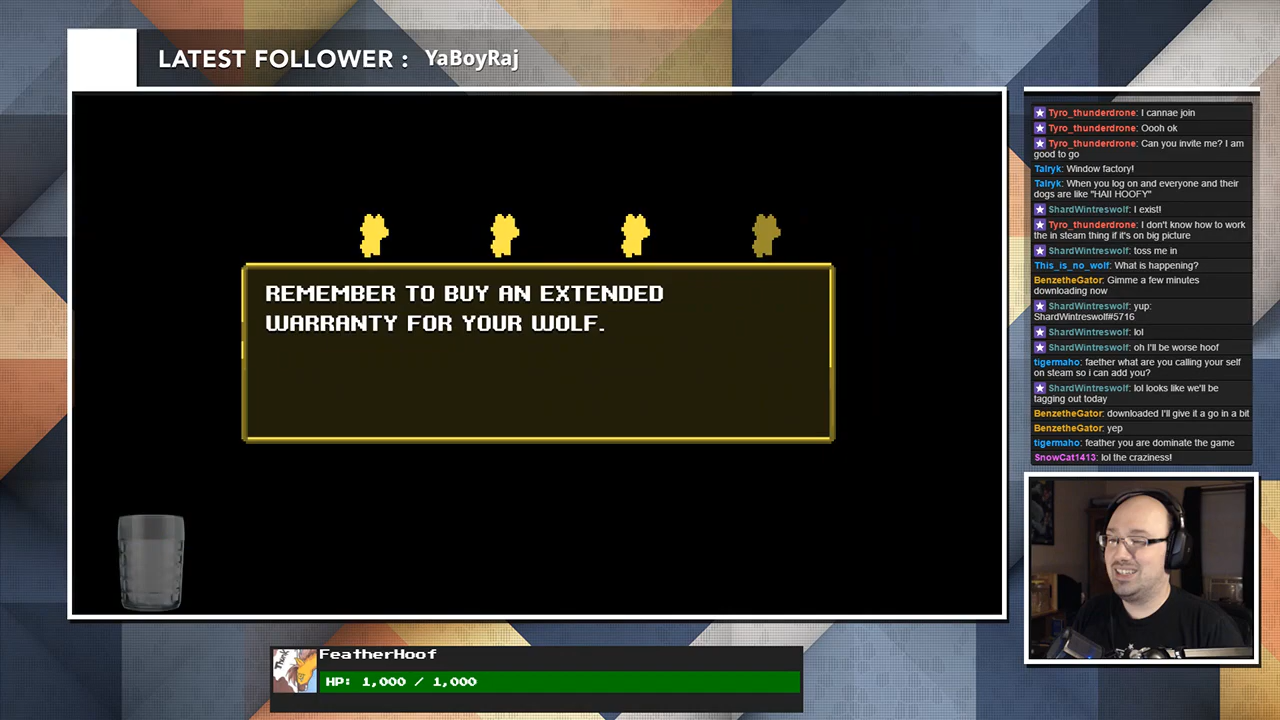 LATEST FOLLOWER : YaBoyRaj
REMEMBER TO BUY AN EXTENDED
WARRANTY FOR YOUR WOLF.
Tyro_thunderdrone: I cannae join
Tyro_thunderdrone: Oooh ok
Tyro_thunderdrone: Can you invite me? I am
good to go
Talryk: Window factory!
Talryk: When you log on and everyone and their
dogs are like "HAII HOOFY"
ShardWintreswolf: I exist!
Tyro_thunderdrone: I don't know how to work
the in steam thing if it's on big picture
ShardWintreswolf: toss me in
This_is_no_wolf: What is happening?
BenzetheGator: Gimme a few minutes
downloading now
ShardWintreswolf: yup:
ShardWintreswolf#5716
ShardWintreswolf: lol
ShardWintreswolf: oh I'll be worse hoof
tigermaho: faether what are you calling your self
on steam so i can add you?
ShardWintreswolf: lol looks like we'll be
tagging out today
BenzetheGator: downloaded I'll give it a go in a bit
BenzetheGator: yep
tigermaho: feather you are dominate the game
SnowCat1413: lol the craziness!
FeatherHoof
HP: 1,000 / 1,000